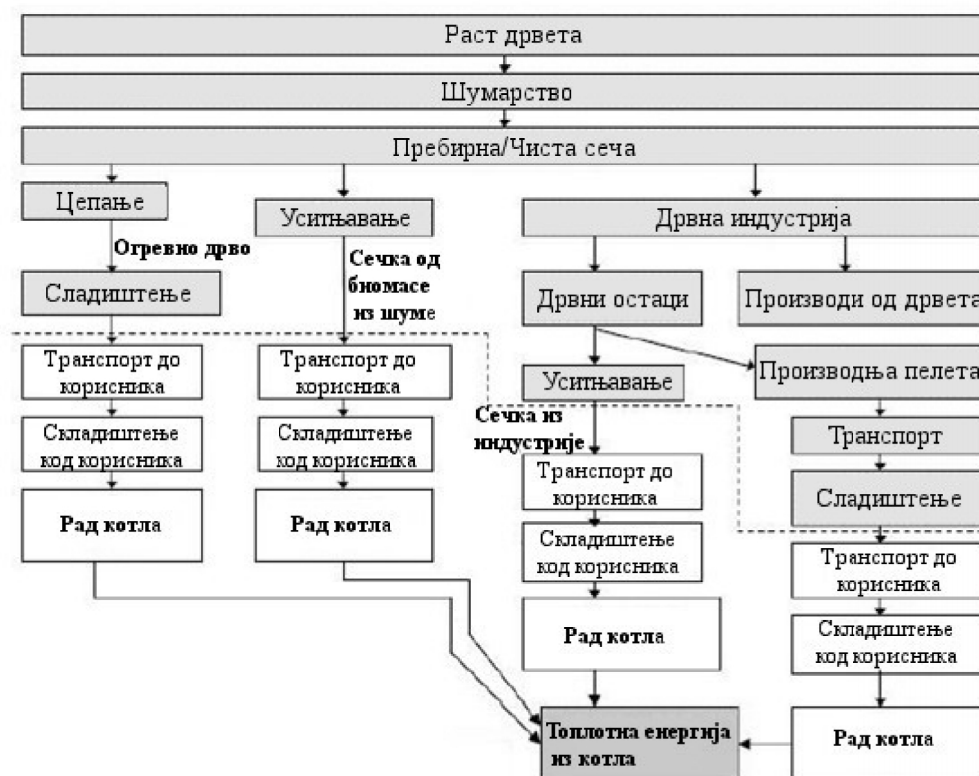 Раст дрвета
Шумарство
Пребирна/Чиста сеча
Цепање
Уситњавање
Дрвна индустрија
Огревно дрво
Сечка од
биомасе
из шуме
Сладиштење
Дрвни остаци
Производи од дрвета
Транспорт до
корисника
Транспорт до
корисника
Уситњавање
Производња пелета
Сечка из
индустрије
Складиштење
код корисника
Складиштење
код корисника
Транспорт
Транспорт до
корисника
Сладиштење
Рад котла
Рад котла
Складиштење
код корисника
Транспорт до
корисника
Рад котла
Складиштење
код корисника
Топлотна енергија
из котла
Рад котла